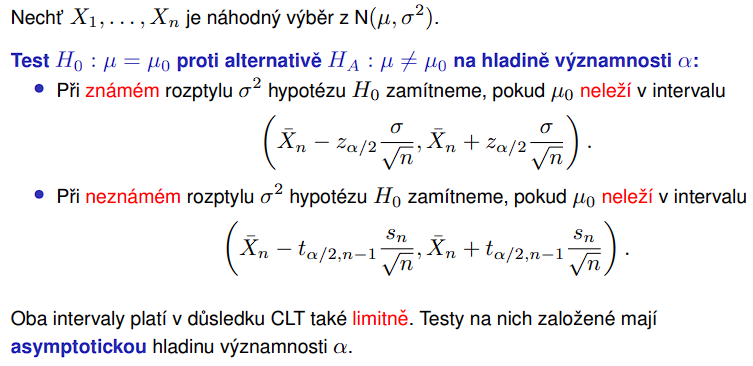 Nechť $X_1, \ldots, X_n$ je náhodný výběr z $\mathsf{N}(\mu, \sigma^2)$.
Test $H_0 : \mu = \mu_0$ proti alternativě $H_A : \mu \neq \mu_0$ na hladině významnosti $\alpha$:
• Při známém rozptylu $\sigma^2$ hypotézu $H_0$ zamítneme, pokud $\mu_0$ neleží v intervalu
$\left( \bar{X}_n - z_{\alpha/2} \frac{\sigma}{\sqrt{n}}, \bar{X}_n + z_{\alpha/2} \frac{\sigma}{\sqrt{n}} \right).$
• Při neznámém rozptylu $\sigma^2$ hypotézu $H_0$ zamítneme, pokud $\mu_0$ neleží v intervalu
$\left( \bar{X}_n - t_{\alpha/2,n-1} \frac{s_n}{\sqrt{n}}, \bar{X}_n + t_{\alpha/2,n-1} \frac{s_n}{\sqrt{n}} \right).$
Oba intervaly platí v důsledku CLT také limitně. Testy na nich založené mají
asymptotickou hladinu významnosti $\alpha$.